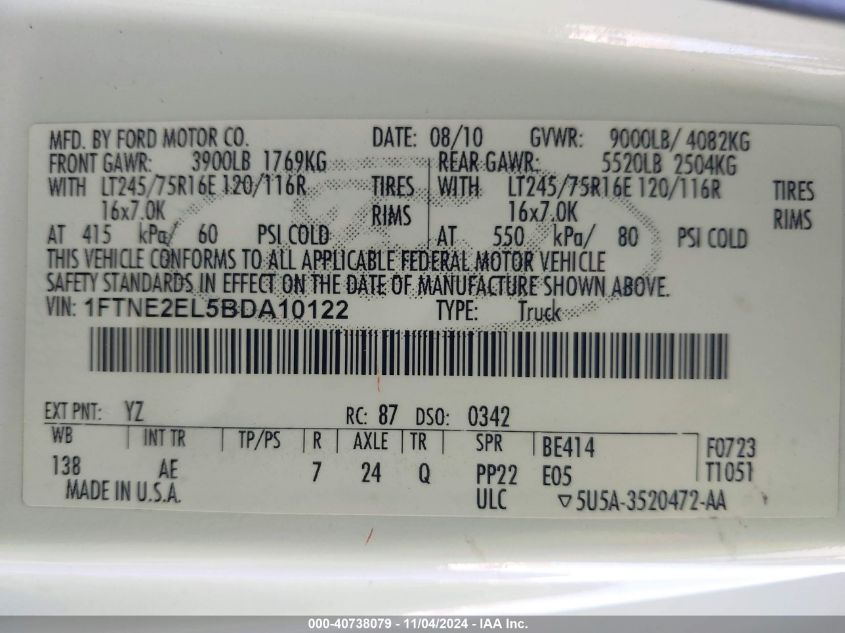 MFD. BY FORD MOTOR CO. DATE: 08/10 GVWR: 9000LB/ 4082KG
FRONT GAWR: 3900LB 1769KG REAR GAWR: 5520LB 2504KG
WITH LT245/75R16E 120/116R TIRES WITH LT245/75R16E 120/116R TIRES
16x7.0K RIMS 16x7.0K RIMS
AT 415 kPa/ 60 PSI COLD AT 550 kPa/ 80 PSI COLD
THIS VEHICLE CONFORMS TO ALL APPLICABLE FEDERAL MOTOR VEHICLE
SAFETY STANDARDS IN EFFECT ON THE DATE OF MANUFACTURE SHOWN ABOVE.
VIN: 1FTNE2EL5BDA10122 TYPE: Truck
EXT PNT: YZ RC: 87 DSO: 0342
WB INT TR TP/PS R AXLE TR SPR BE414 F0723
138 AE 7 24 Q PP22 E05 T1051
MADE IN U.S.A. ULC ▽5U5A-3520472-AA
000-40738079 - 11/04/2024 - IAA Inc.